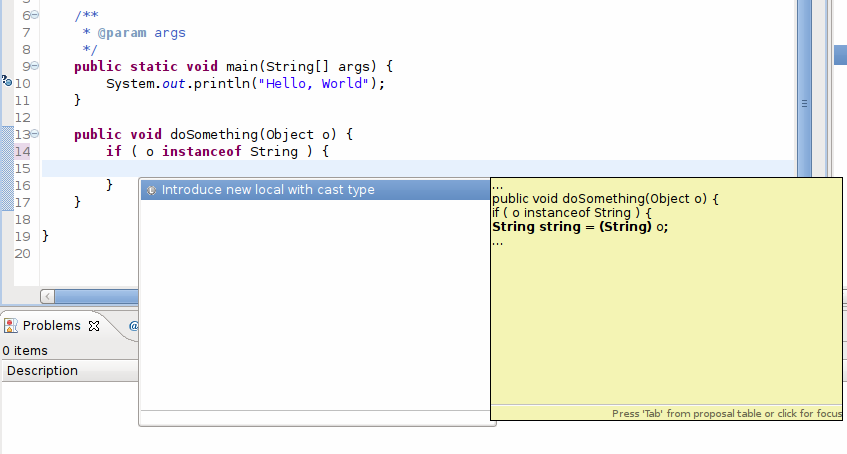 6 /**
7 * @param args
8 */
9 public static void main(String[] args) {
10 System.out.println("Hello, World");
11 }
12
13 public void doSomething(Object o) {
14 if ( o instanceof String ) {
15
16 }
17 }
18
19 }
20
Introduce new local with cast type
...
public void doSomething(Object o) {
if ( o instanceof String ) {
String string = (String) o;
...
Press 'Tab' from proposal table or click for focus
Problems
@
0 items
Description